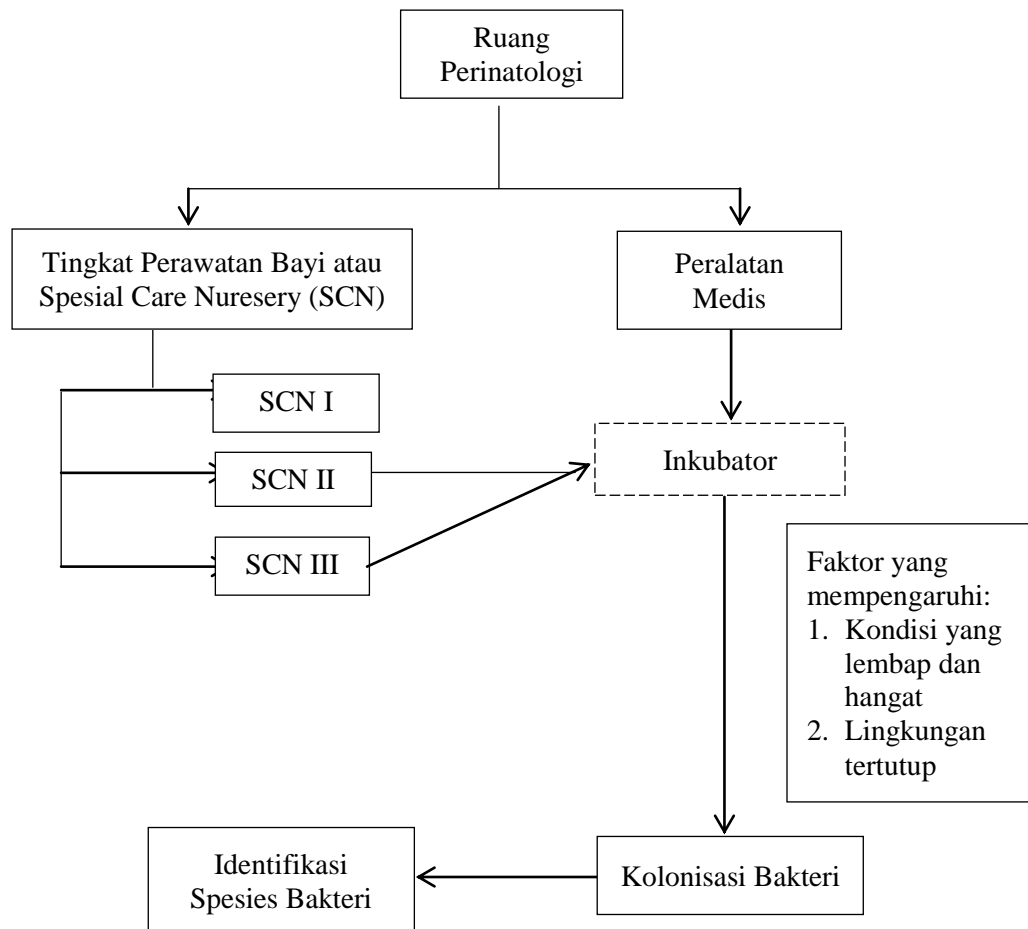 Ruang
Perinatologi
Tingkat Perawatan Bayi atau
Spesial Care Nuresery (SCN)
Peralatan
Medis
SCN I
SCN II
SCN III
Inkubator
Faktor yang
mempengaruhi:
1. Kondisi yang
lembap dan
hangat
2. Lingkungan
tertutup
Identifikasi
Spesies Bakteri
Kolonisasi Bakteri